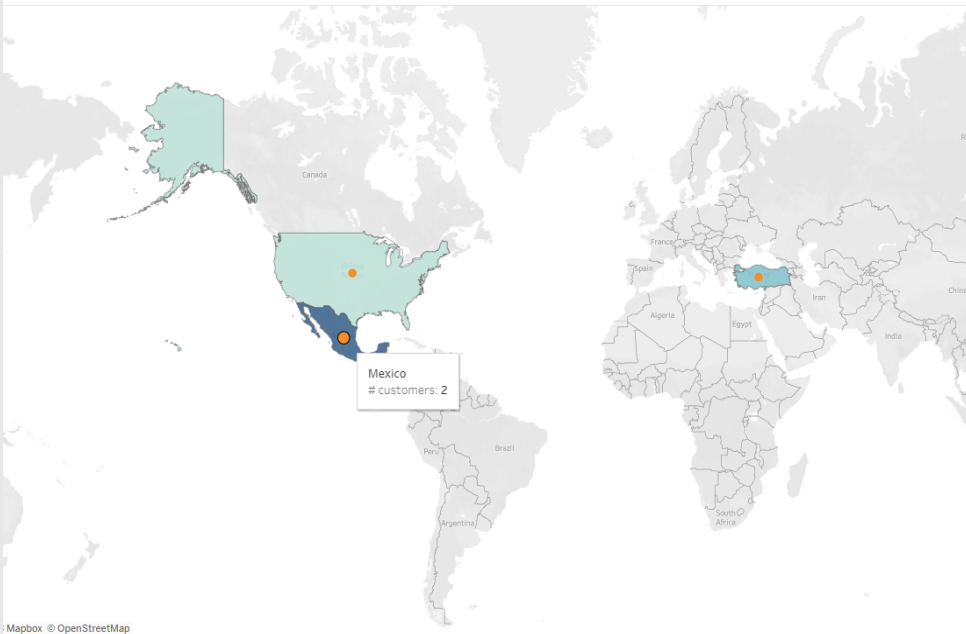 Canada
France
Spain
Algeria
Egypt
Iran
China
India
Mexico
# customers: 2
Peru
Brazil
Argentina
South
Africa
Mapbox © OpenStreetMap